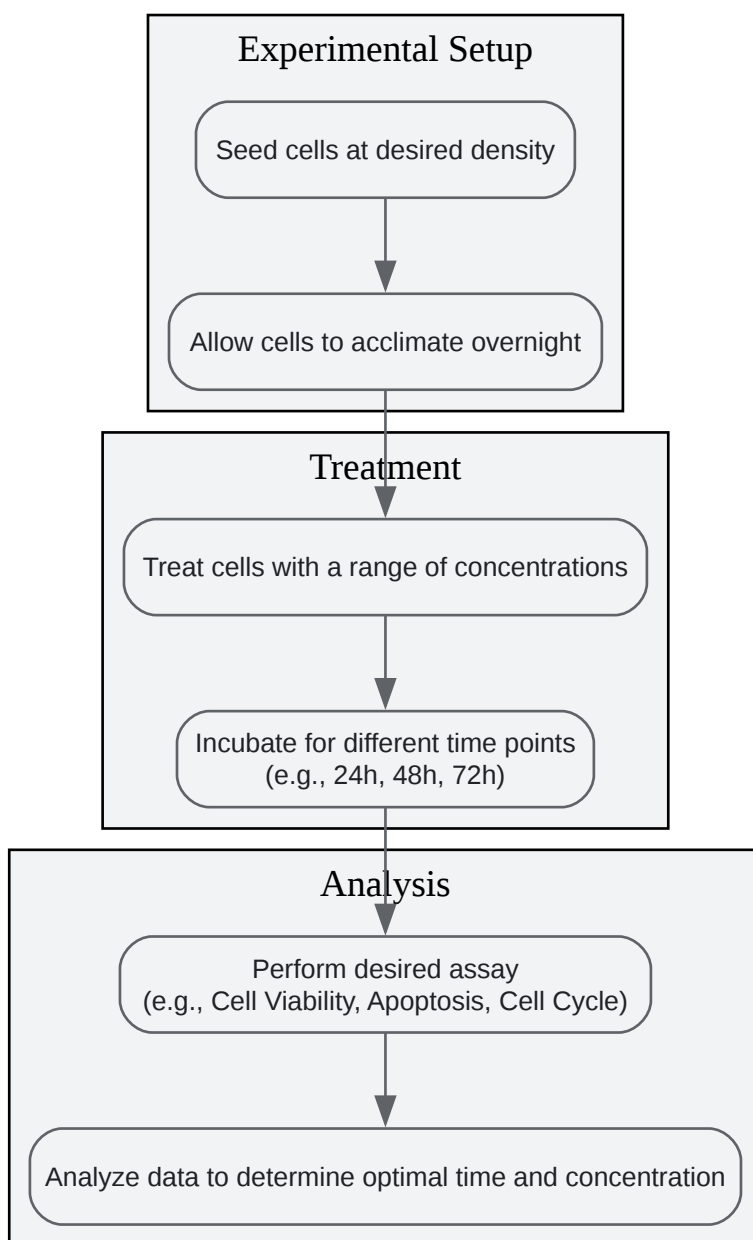 Experimental Setup
Seed cells at desired density
Allow cells to acclimate overnight
Treatment
Treat cells with a range of concentrations
Incubate for different time points
(e.g., 24h, 48h, 72h)
Analysis
Perform desired assay
(e.g., Cell Viability, Apoptosis, Cell Cycle)
Analyze data to determine optimal time and concentration